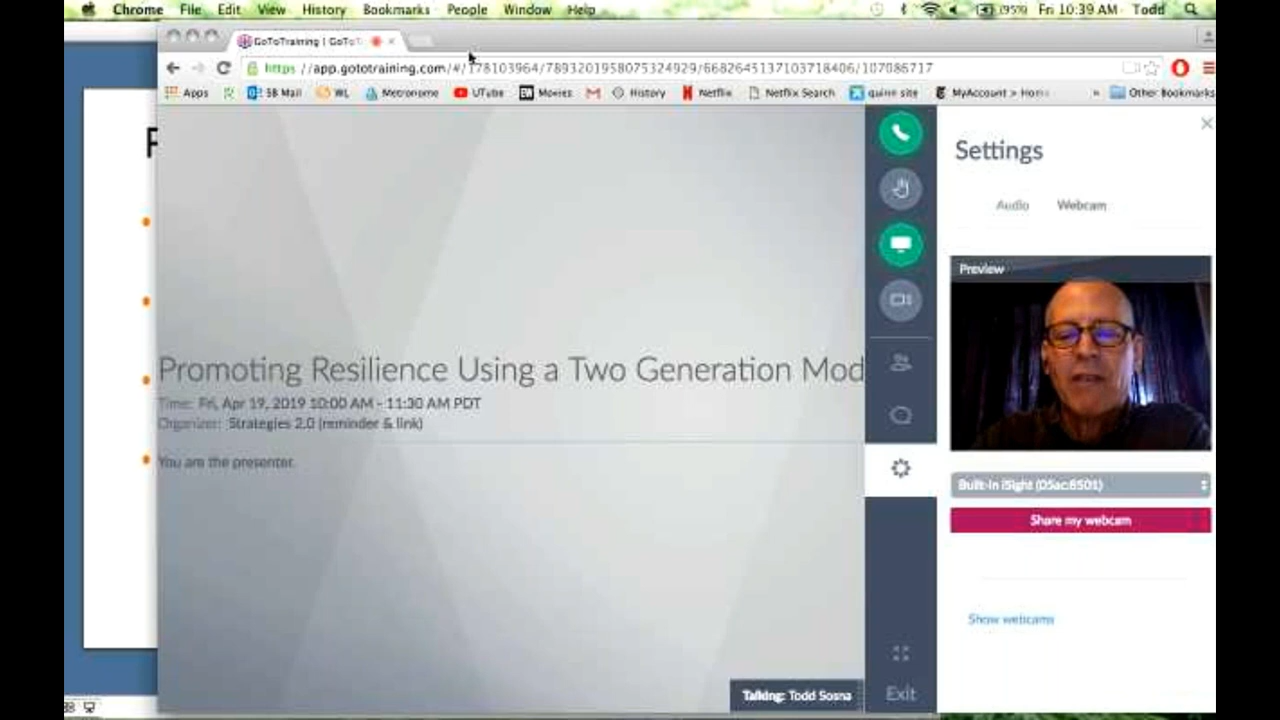 Chrome File Edit View History Bookmarks People Window Help (95%) Fri 10:39 AM Todd
GoToTraining | GoToT
https://app.gototraining.com/#/178103964/7893201958075324929/6682645137103718406/107086717
Apps SB Mail WL Metronome UTube Movies History Netflix Netflix Search quinn site MyAccount > Home » Other Bookmarks
Settings
Audio Webcam
Preview
Promoting Resilience Using a Two Generation Mod
Time: Fri, Apr 19, 2019 10:00 AM - 11:30 AM PDT
Organizer: Strategies 2.0 (reminder & link)
You are the presenter.
Built-in iSight (05ac:8501)
Share my webcam
Show webcams
Talking: Todd Sosna
Exit